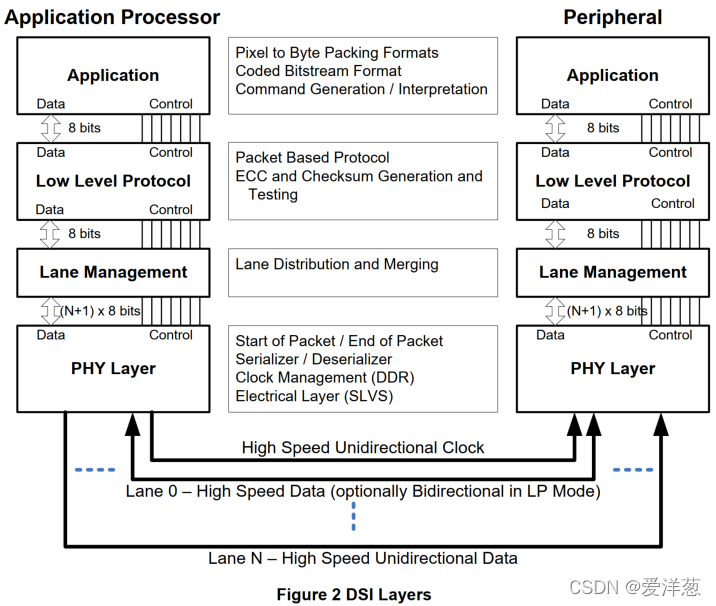 Application Processor
Peripheral
Application
Data
Control
8 bits
Data
Control
Low Level Protocol
Data
Control
8 bits
Lane Management
(N+1) x 8 bits
Data
Control
PHY Layer
Pixel to Byte Packing Formats
Coded Bitstream Format
Command Generation / Interpretation
Packet Based Protocol
ECC and Checksum Generation and
Testing
Lane Distribution and Merging
Start of Packet / End of Packet
Serializer / Deserializer
Clock Management (DDR)
Electrical Layer (SLVS)
Application
Data
Control
8 bits
Data
Control
Low Level Protocol
Data
Control
8 bits
Lane Management
(N+1) x 8 bits
Data
Control
PHY Layer
High Speed Unidirectional Clock
Lane 0 – High Speed Data (optionally Bidirectional in LP Mode)
Lane N – High Speed Unidirectional Data
Figure 2 DSI Layers
CSDN @爱洋葱